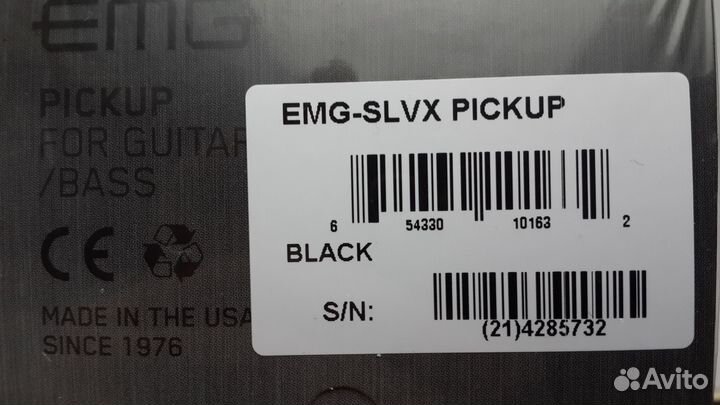 EMG
PICKUP
FOR GUITAR
/BASS
CE
MADE IN THE USA
SINCE 1976
EMG-SLVX PICKUP
6 54330 10163 2
BLACK
S/N:
(21)4285732
Avito